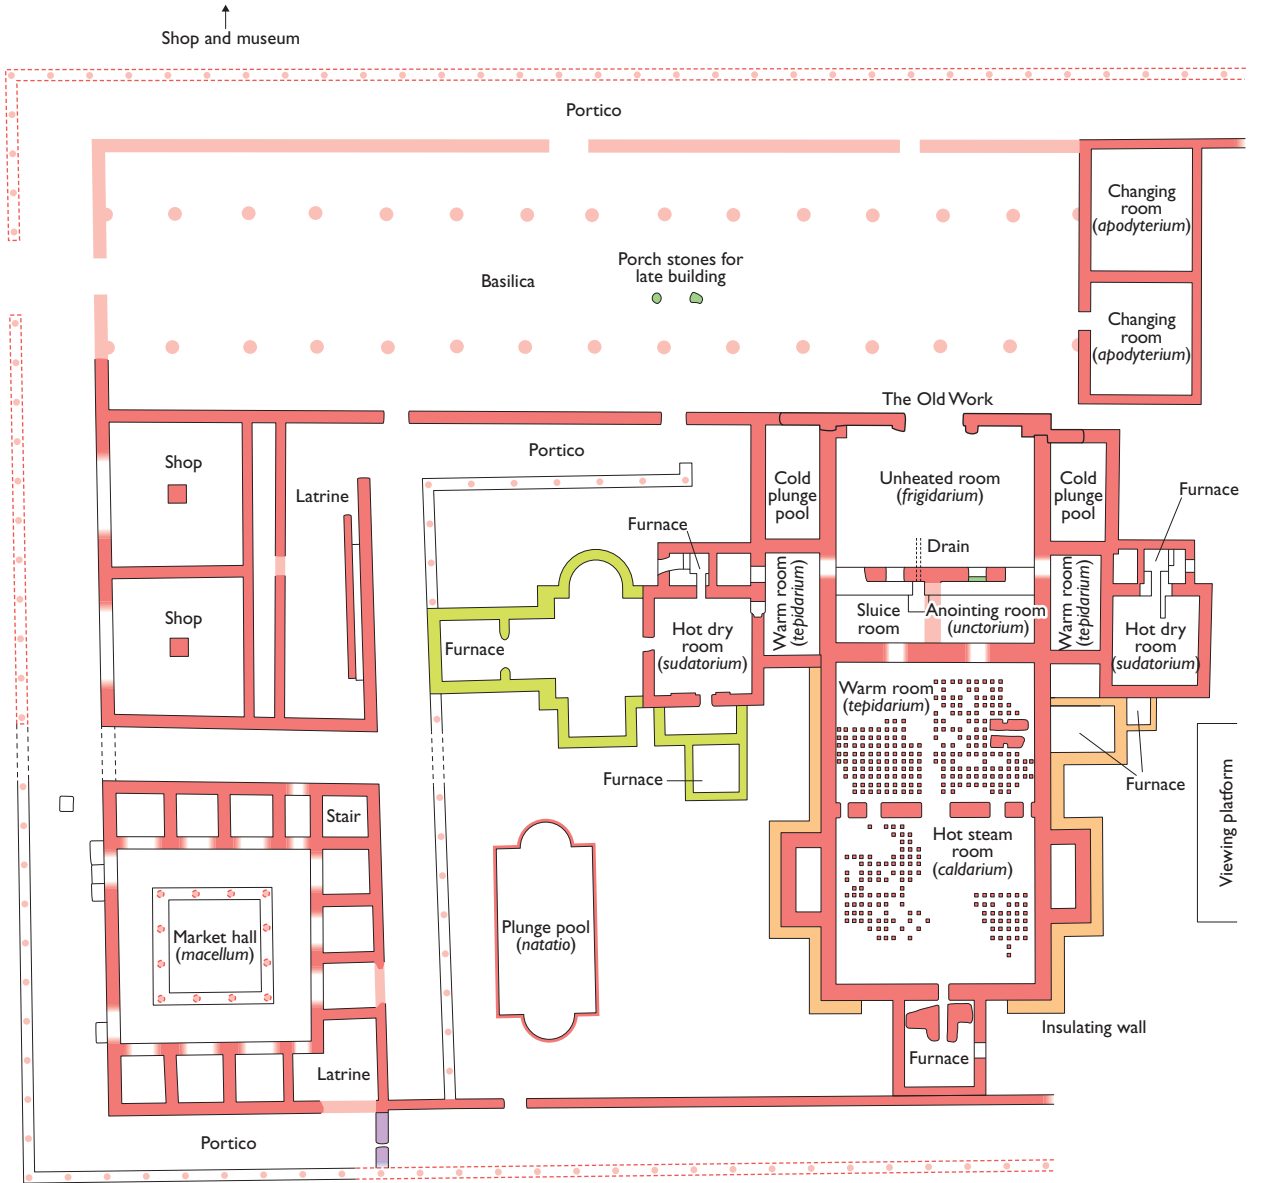 Shop and museum
Portico
Changing
room
(apodyterium)
Porch stones for
late building
Basilica
Changing
room
(apodyterium)
The Old Work
Portico
Shop
Latrine
Cold
plunge
pool
Unheated room
(frigidarium)
Cold
plunge
pool
Furnace
Furnace
Drain
Warm room
(tepidarium)
Warm room
(tepidarium)
Shop
Sluice
room
Anointing room
(unctorium)
Furnace
Hot dry
room
(sudatorium)
Hot dry
room
(sudatorium)
Warm room
(tepidarium)
Furnace
Furnace
Stair
Viewing platform
Hot steam
room
(caldarium)
Market hall
(macellum)
Plunge pool
(natatio)
Insulating wall
Furnace
Latrine
Portico